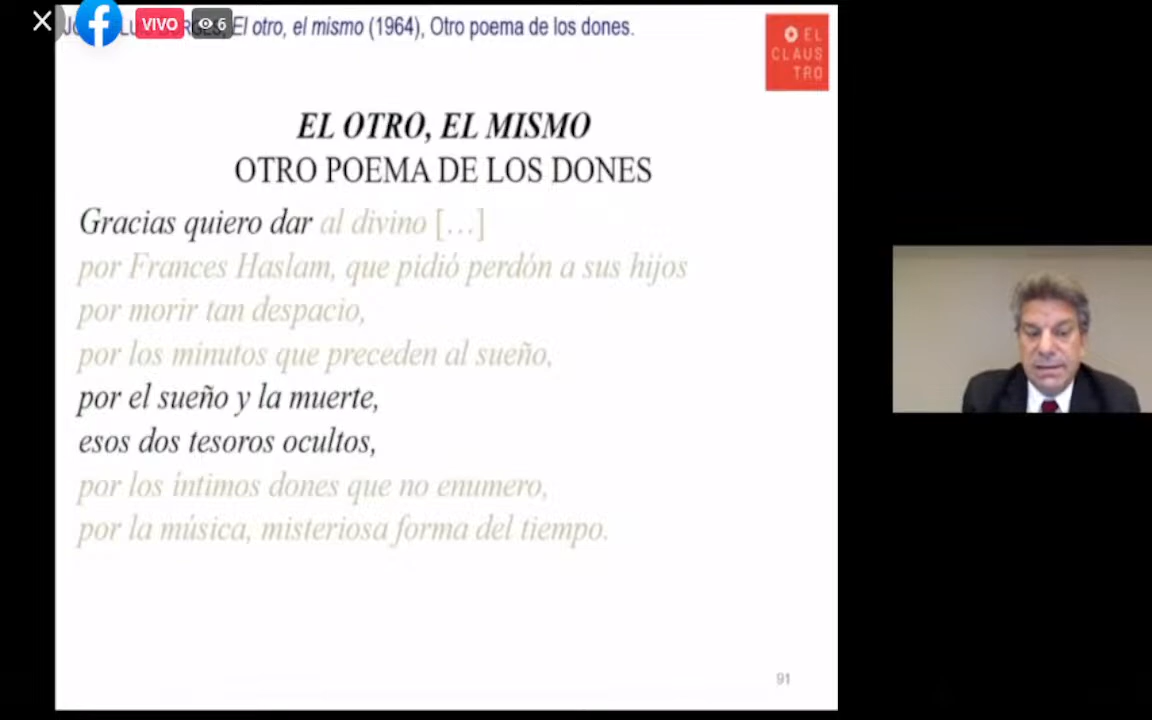 VIVO 6 El otro, el mismo (1964), Otro poema de los dones.
EL
CLAUS
TRO
EL OTRO, EL MISMO
OTRO POEMA DE LOS DONES
Gracias quiero dar al divino […]
por Frances Haslam, que pidió perdón a sus hijos
por morir tan despacio,
por los minutos que preceden al sueño,
por el sueño y la muerte,
esos dos tesoros ocultos,
por los íntimos dones que no enumero,
por la música, misteriosa forma del tiempo.
91